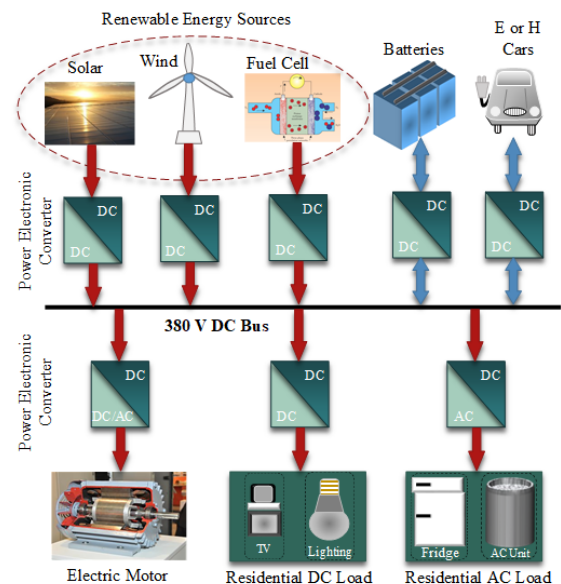 Renewable Energy Sources
E or H
Cars
Solar
Wind
Fuel Cell
Batteries
Power Electronic
Converter
DC
DC
DC
DC
DC
DC
DC
DC
DC
DC
380 V DC Bus
Power Electronic
Converter
DC
DC/AC
DC
DC
DC
AC
TV
Lighting
Fridge
AC Unit
Electric Motor
Residential DC Load
Residential AC Load